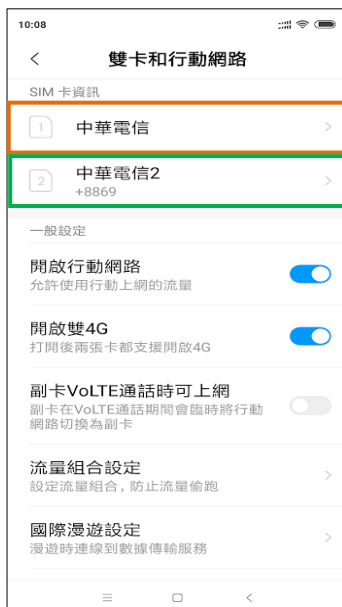 10:08
雙卡和行動網路
SIM 卡資訊
1
中華電信
2
中華電信2
+8869
一般設定
開啟行動網路
允許使用行動上網的流量
開啟雙4G
打開後兩張卡都支援開啟4G
副卡VoLTE通話時可上網
副卡在VoLTE通話期間會臨時將行動
網路切換為副卡
流量組合設定
設定流量組合，防止流量偷跑
國際漫遊設定
漫遊時連線到數據傳輸服務